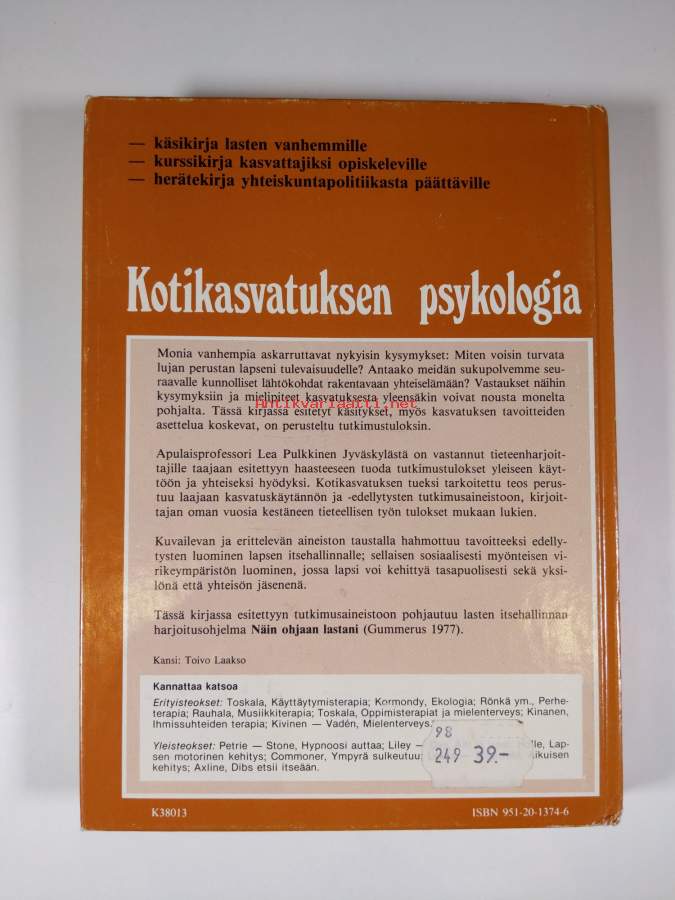 — käsikirja lasten vanhemmille
— kurssikirja kasvattajiksi opiskeleville
— herätekirja yhteiskuntapolitiikasta päättäville
Kotikasvatuksen psykologia
Monia vanhempia askarruttavat nykyisin kysymykset: Miten voisin turvata
lujan perustan lapseni tulevaisuudelle? Antaako meidän sukupolvemme seu-
raavalle kunnolliset lähtökohdat rakentavaan yhteiselämään? Vastaukset näihin
kysymyksiin ja mielipiteet kasvatuksesta yleensäkin voivat nousta monelta
Antikvariaatti.net
pohjalta. Tässä kirjassa esitetyt käsitykset, myös kasvatuksen tavoitteiden
asettelua koskevat, on perusteltu tutkimustuloksin.
Apulaisprofessori Lea Pulkkinen Jyväskylästä on vastannut tieteenharjoit-
tajille taajaan esitettyyn haasteeseen tuoda tutkimustulokset yleiseen käyt-
töön ja yhteiseksi hyödyksi. Kotikasvatuksen tueksi tarkoitettu teos perus-
tuu laajaan kasvatuskäytännön ja -edellytysten tutkimusaineistoon, kirjoit-
tajan oman vuosia kestäneen tieteellisen työn tulokset mukaan lukien.
Kuvailevan ja erittelevän aineiston taustalla hahmottuu tavoitteeksi edelly-
tysten luominen lapsen itsehallinnalle; sellaisen sosiaalisesti myönteisen vi-
rikeympäristön luominen, jossa lapsi voi kehittyä tasapuolisesti sekä yksi-
lönä että yhteisön jäsenenä.
Tässä kirjassa esitettyyn tutkimusaineistoon pohjautuu lasten itsehallinnan
harjoitusohjelma Näin ohjaan lastani (Gummerus 1977).
Kansi: Toivo Laakso
Kannattaa katsoa
Erityisteokset: Toskala, Käyttäytymisterapia; Kormondy, Ekologia; Rönkä ym., Perhe-
terapia; Rauhala, Musiikkiterapia; Toskala, Oppimisterapiat ja mielenterveys; Kinanen,
Ihmissuhteiden terapia; Kivinen — Vadén, Mielenterveys.
Yleisteokset: Petrie — Stone, Hypnoosi auttaa; Liley — Lap-
sen motorinen kehitys; Commoner, Ympyrä sulkeutuu;
kehitys; Axline, Dibs etsii itseään.
98
249 39.-
K38013
ISBN 951-20-1374-6